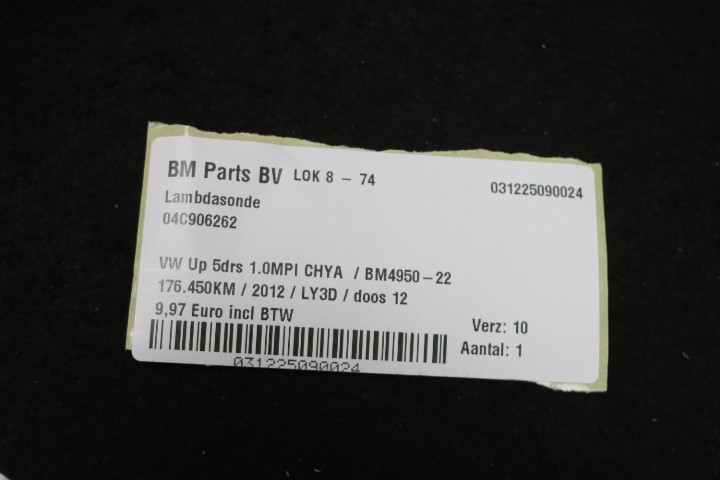 BM Parts BV LOK 8 - 74 031225090024
Lambdasonde
04C906262
VW Up 5drs 1.0MPI CHYA / BM4950-22
176.450KM / 2012 / LY3D / doos 12
9,97 Euro incl BTW Verz: 10
Aantal: 1
031225090024